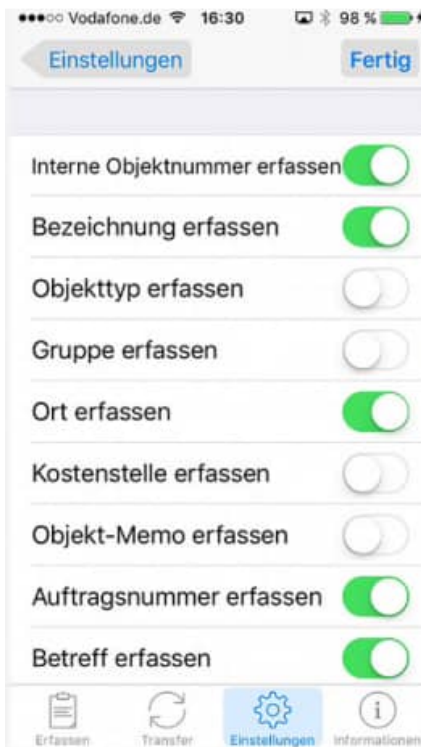 Vodafone.de 16:30 98 %
Einstellungen Fertig
Interne Objektnummer erfassen
Bezeichnung erfassen
Objekttyp erfassen
Gruppe erfassen
Ort erfassen
Kostenstelle erfassen
Objekt-Memo erfassen
Auftragsnummer erfassen
Betreff erfassen
Erfassen Transfer Einstellungen Informationen